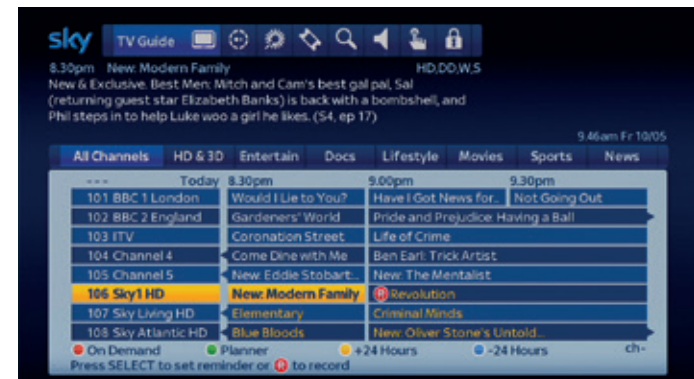 sky TV Guide
8.30pm New: Modern Family HD,DD,W,S
New & Exclusive. Best Men: Mitch and Cam's best gal pal, Sal
(returning guest star Elizabeth Banks) is back with a bombshell, and
Phil steps in to help Luke woo a girl he likes. (S4, ep 17)
9.46am Fr 10/05
All Channels HD & 3D Entertain Docs Lifestyle Movies Sports News
--- Today 8.30pm 9.00pm 9.30pm
101 BBC 1 London Would I Lie to You? Have I Got News for.. Not Going Out
102 BBC 2 England Gardeners' World Pride and Prejudice: Having a Ball
103 ITV Coronation Street Life of Crime
104 Channel 4 Come Dine with Me Ben Earl: Trick Artist
105 Channel 5 New: Eddie Stobart:.. New: The Mentalist
106 Sky1 HD New: Modern Family R Revolution
107 Sky Living HD Elementary Criminal Minds
108 Sky Atlantic HD Blue Bloods New: Oliver Stone's Untold...
On Demand Planner +24 Hours -24 Hours ch-
Press SELECT to set reminder or R to record